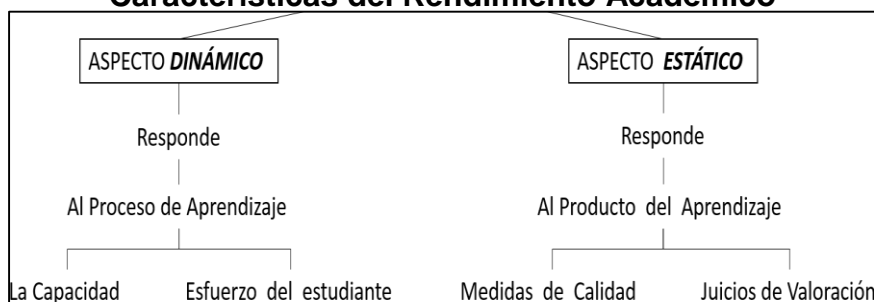 Características del Rendimiento Académico
ASPECTO DINÁMICO
ASPECTO ESTÁTICO
Responde
Responde
Al Proceso de Aprendizaje
Al Producto del Aprendizaje
La Capacidad
Esfuerzo del estudiante
Medidas de Calidad
Juicios de Valoración